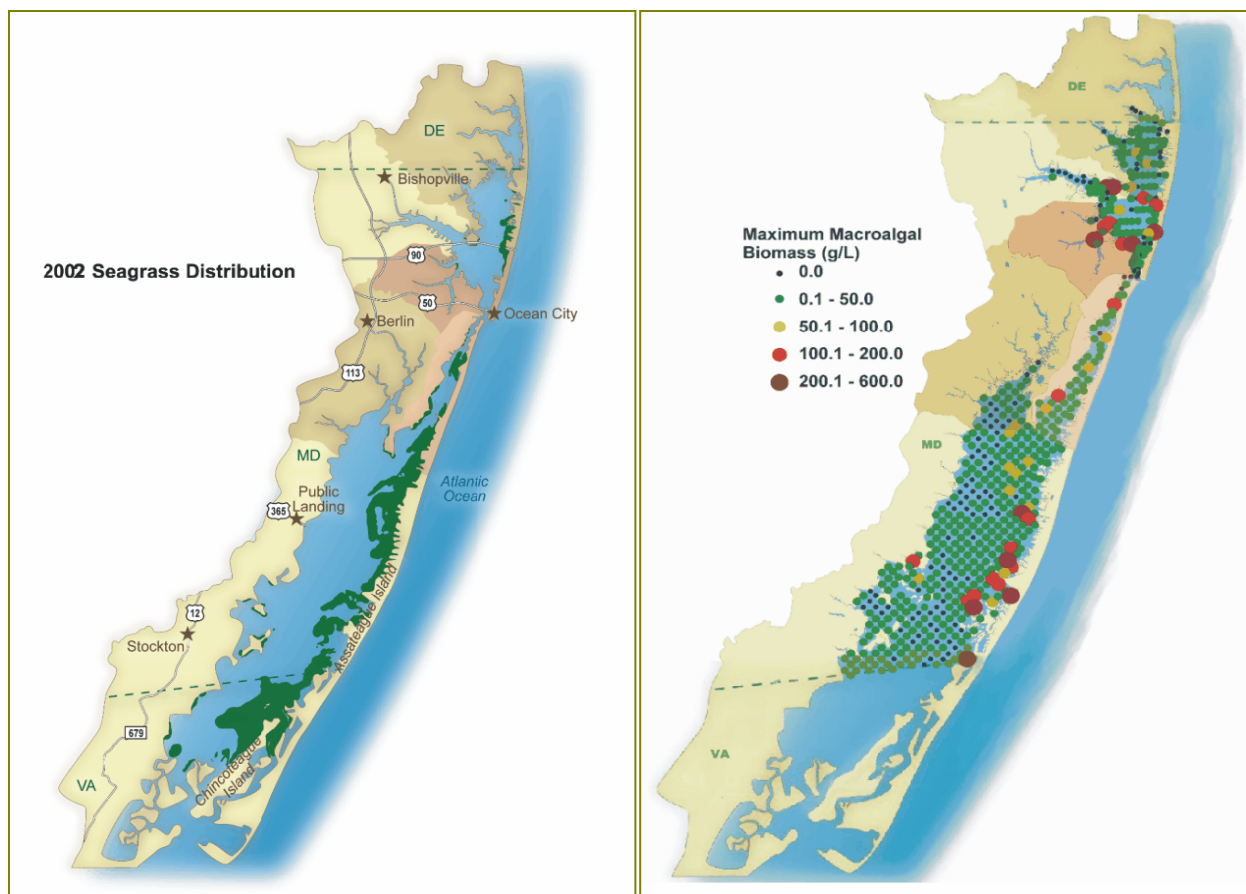 DE
Bishopville
90
2002 Seagrass Distribution
50
Ocean City
Berlin
113
MD
Atlantic
Ocean
Public
Landing
365
12
Stockton
Assateague Island
679
Chincoteague
Island
VA
DE
Maximum Macroalgal
Biomass (g/L)
0.0
0.1 - 50.0
50.1 - 100.0
100.1 - 200.0
200.1 - 600.0
MD
VA